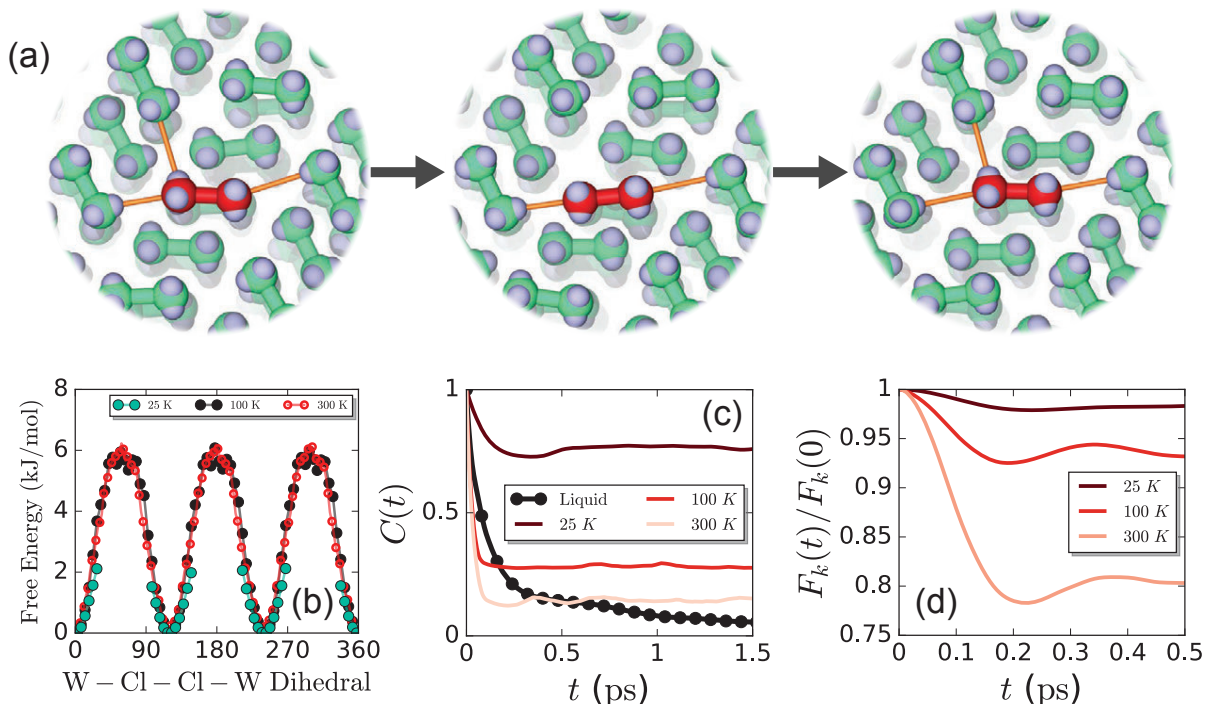 (a)
8
6
4
2
0
Free Energy (kJ/mol)
25 K
100 K
300 K
(b)
0
90
180
270
360
W − Cl − Cl − W Dihedral
1
0.5
0
C(t)
(c)
Liquid
25 K
100 K
300 K
0
0.5
1
1.5
t (ps)
1
0.95
0.9
0.85
0.8
0.75
F_k(t)/F_k(0)
25 K
100 K
300 K
(d)
0
0.1
0.2
0.3
0.4
0.5
t (ps)